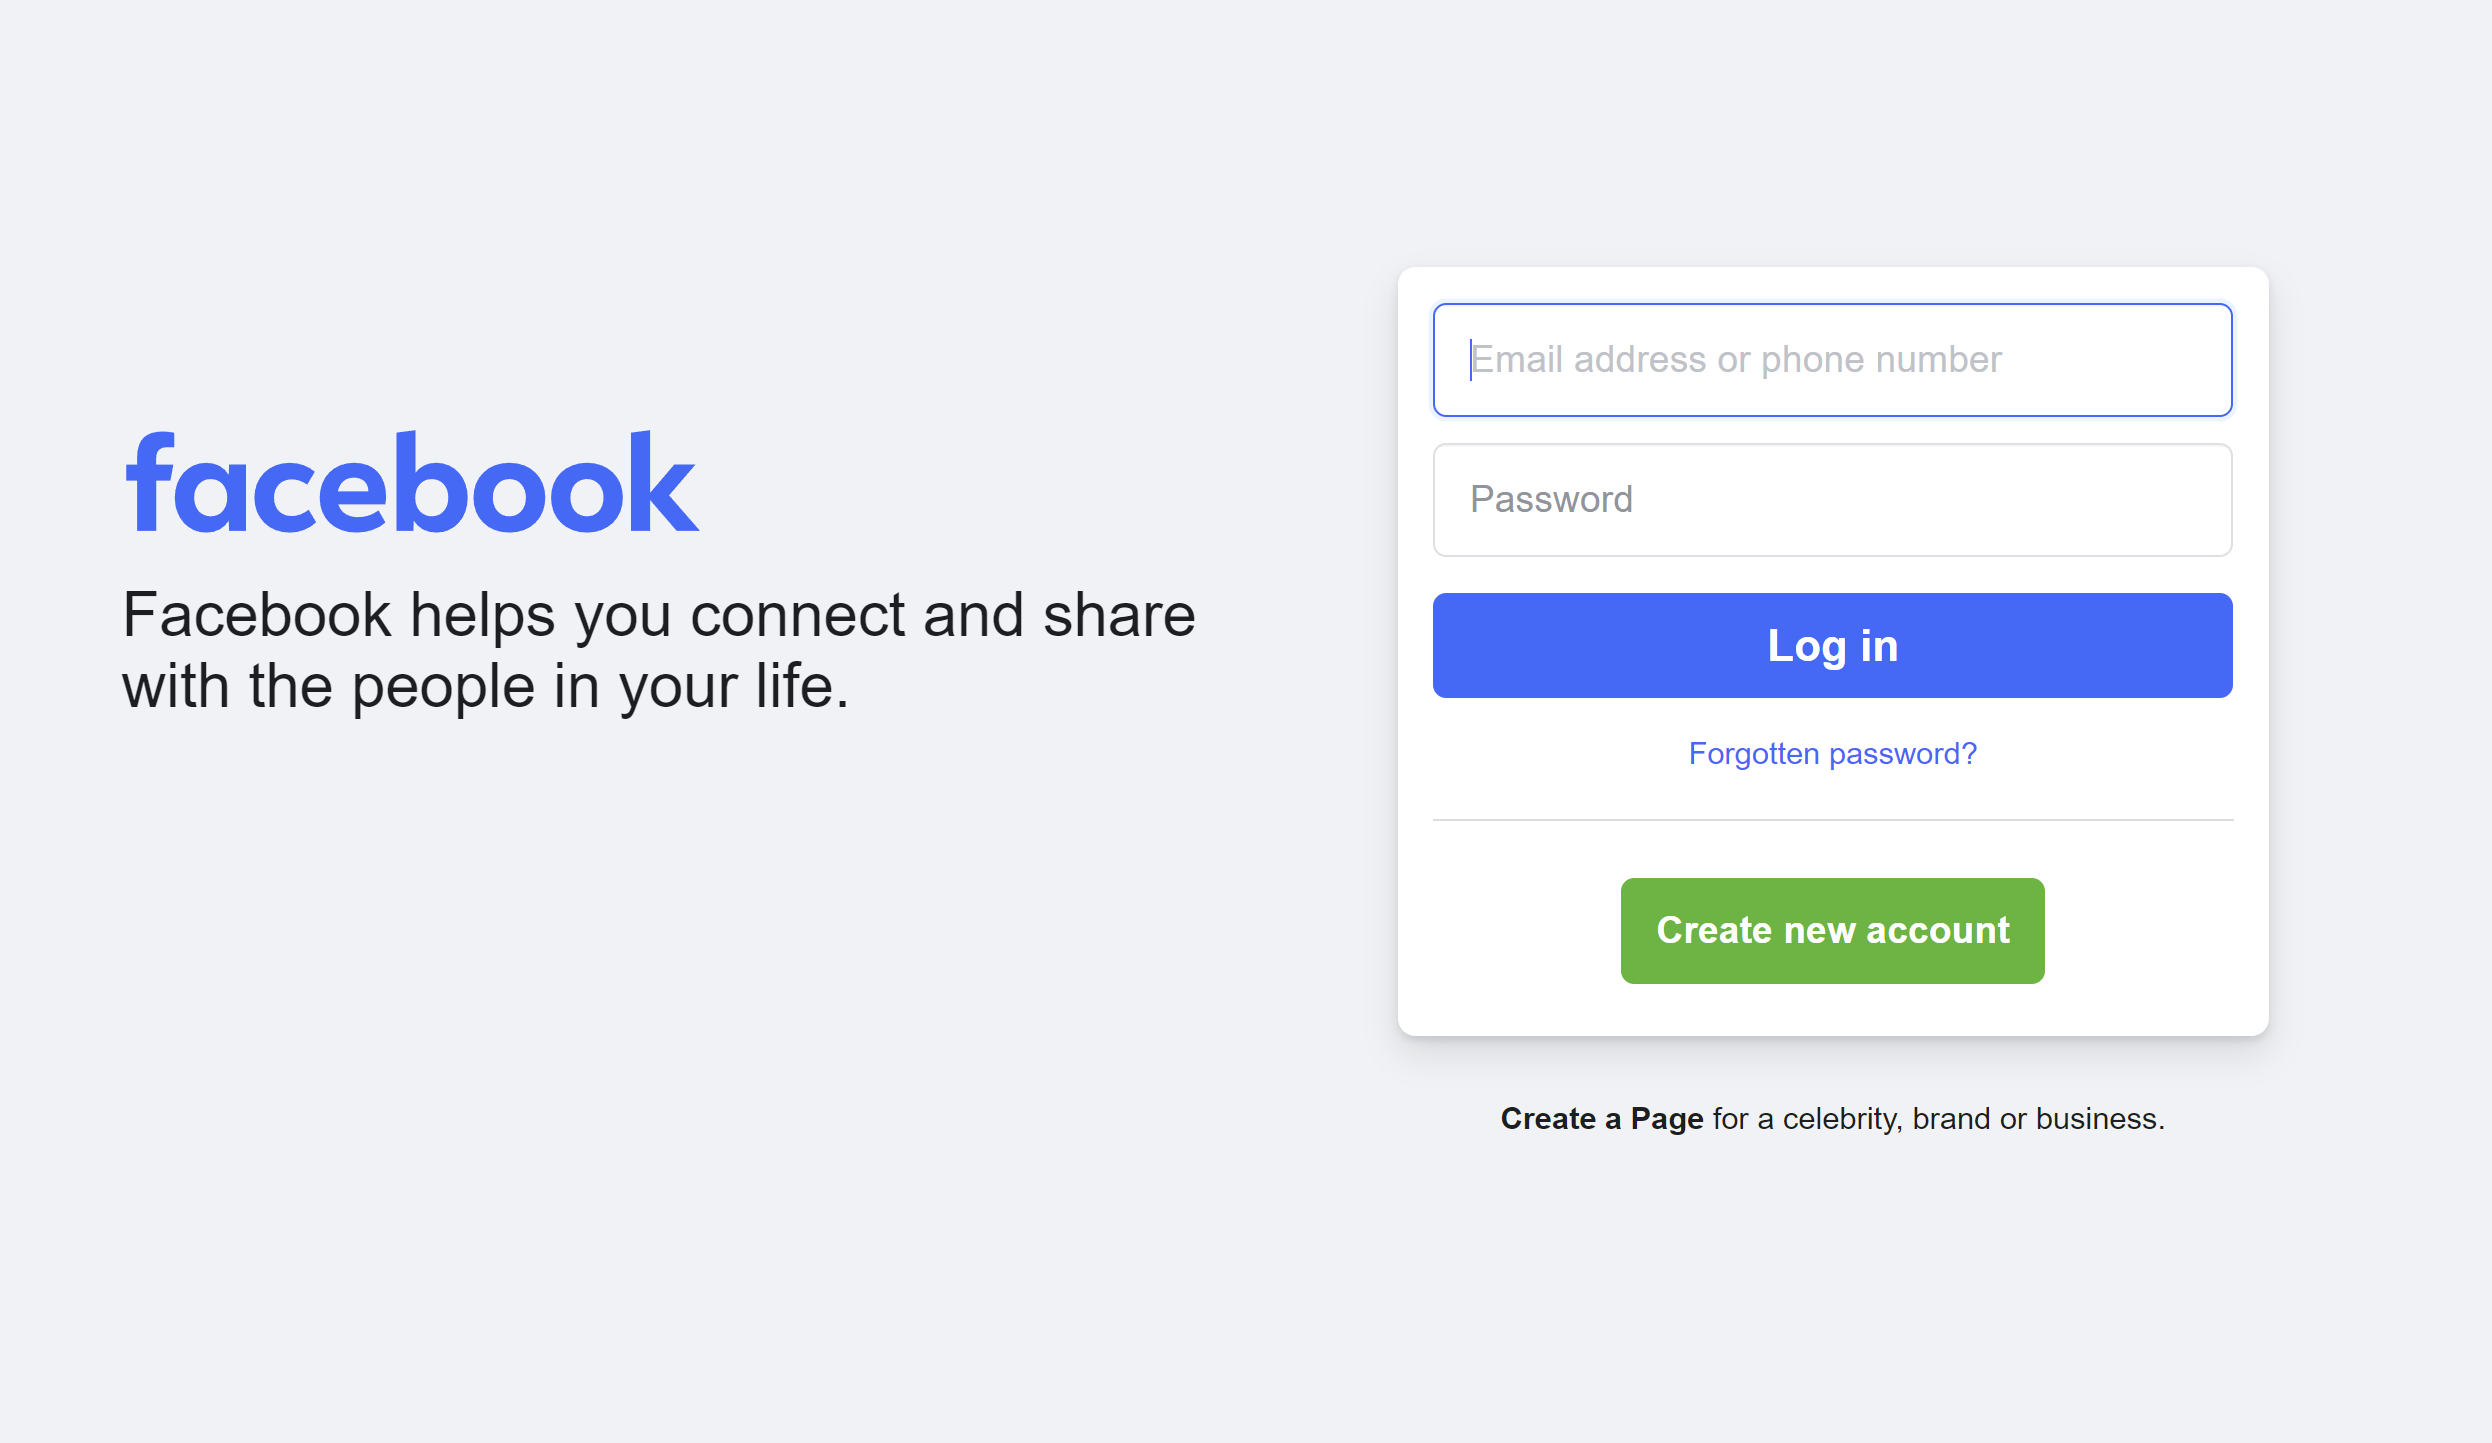 facebook
Facebook helps you connect and share
with the people in your life.
Email address or phone number
Password
Log in
Forgotten password?
Create new account
Create a Page for a celebrity, brand or business.